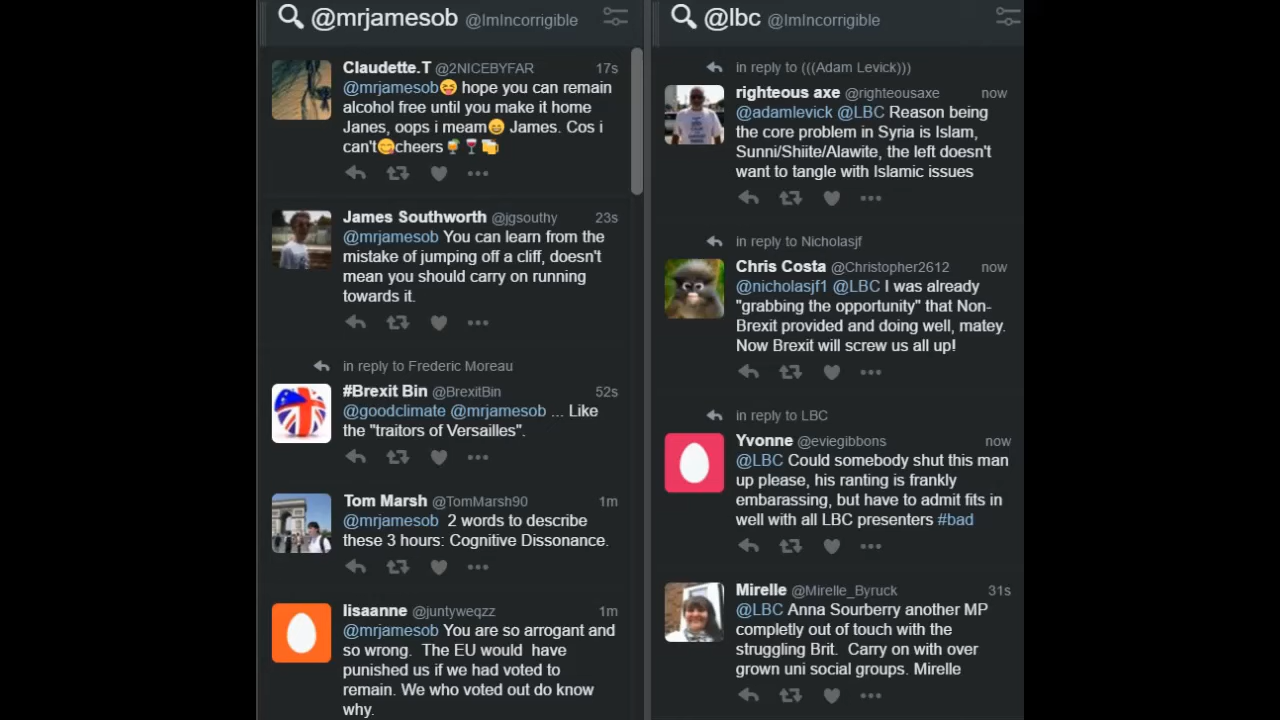 @mrjamesob @ImIncorrigible
Claudette.T @2NICEBYFAR 17s
@mrjamesob😝 hope you can remain
alcohol free until you make it home
Janes, oops i meam😄 James. Cos i
can't😋cheers🍹🍷🍻
James Southworth @jgsouthy 23s
@mrjamesob You can learn from the
mistake of jumping off a cliff, doesn't
mean you should carry on running
towards it.
in reply to Frederic Moreau
#Brexit Bin @BrexitBin 52s
@goodclimate @mrjamesob ... Like
the "traitors of Versailles".
Tom Marsh @TomMarsh90 1m
@mrjamesob 2 words to describe
these 3 hours: Cognitive Dissonance.
lisaanne @juntyweqzz 1m
@mrjamesob You are so arrogant and
so wrong. The EU would have
punished us if we had voted to
remain. We who voted out do know
why.
@lbc @ImIncorrigible
in reply to (((Adam Levick)))
righteous axe @righteousaxe now
@adamlevick @LBC Reason being
the core problem in Syria is Islam,
Sunni/Shiite/Alawite, the left doesn't
want to tangle with Islamic issues
in reply to Nicholasjf
Chris Costa @Christopher2612 now
@nicholasjf1 @LBC I was already
"grabbing the opportunity" that Non-
Brexit provided and doing well, matey.
Now Brexit will screw us all up!
in reply to LBC
Yvonne @eviegibbons now
@LBC Could somebody shut this man
up please, his ranting is frankly
embarassing, but have to admit fits in
well with all LBC presenters #bad
Mirelle @Mirelle_Byruck 31s
@LBC Anna Sourberry another MP
completly out of touch with the
struggling Brit. Carry on with over
grown uni social groups. Mirelle